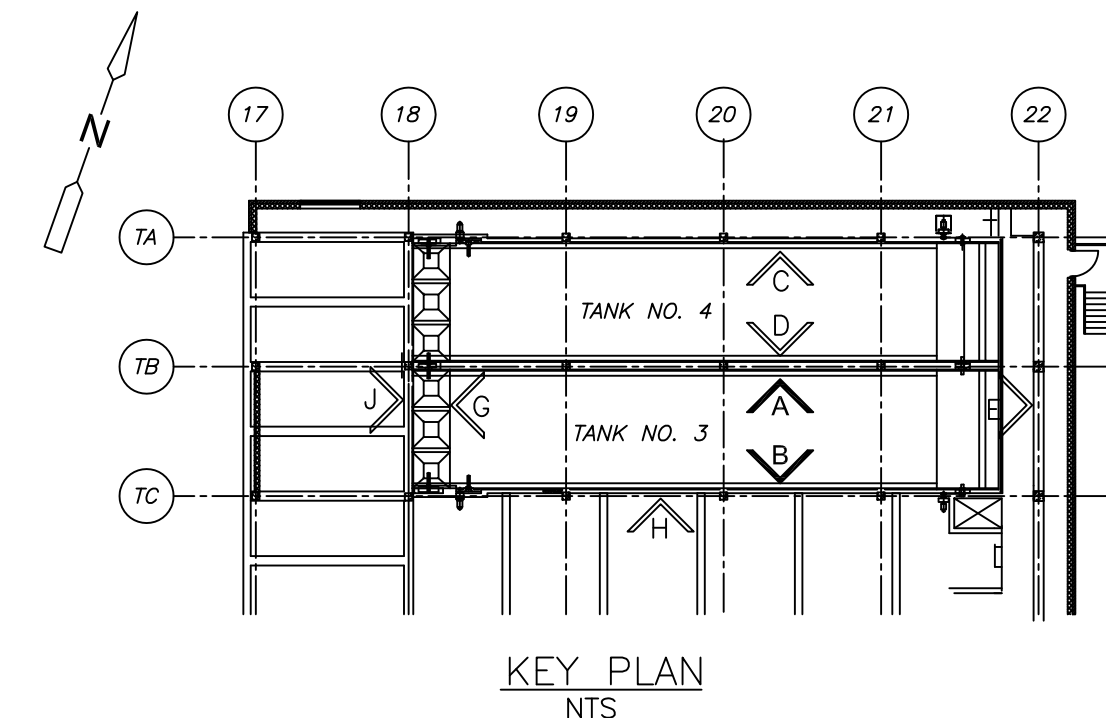 N
17 18 19 20 21 22
TA
C
TANK NO. 4
D
TB
J G A E
TANK NO. 3
B
TC
H
KEY PLAN
NTS